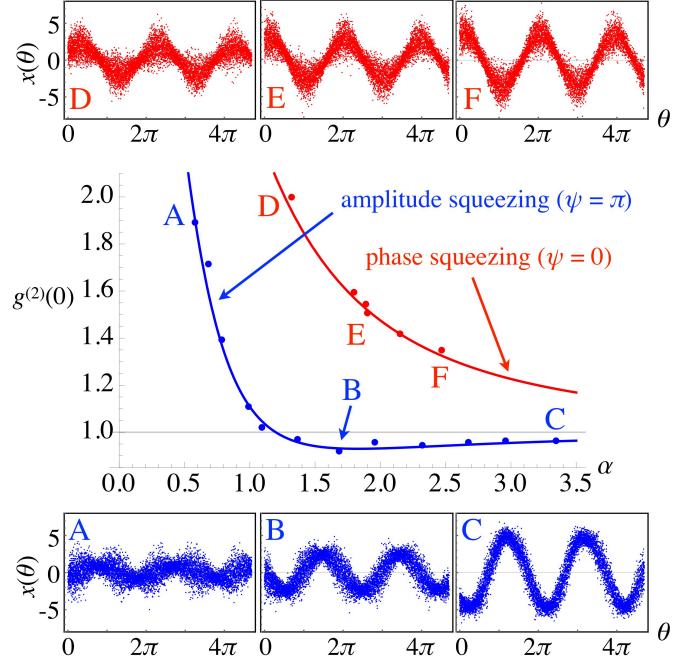 5
0
-5
x(θ)
D
E
F
0 2π 4π 0 2π 4π 0 2π 4π θ
2.0
1.8
1.6
1.4
1.2
1.0
g⁽²⁾(0)
A
D
amplitude squeezing (ψ = π)
phase squeezing (ψ = 0)
E
F
B
C
0.0 0.5 1.0 1.5 2.0 2.5 3.0 3.5 α
5
0
-5
x(θ)
A
B
C
0 2π 4π 0 2π 4π 0 2π 4π θ